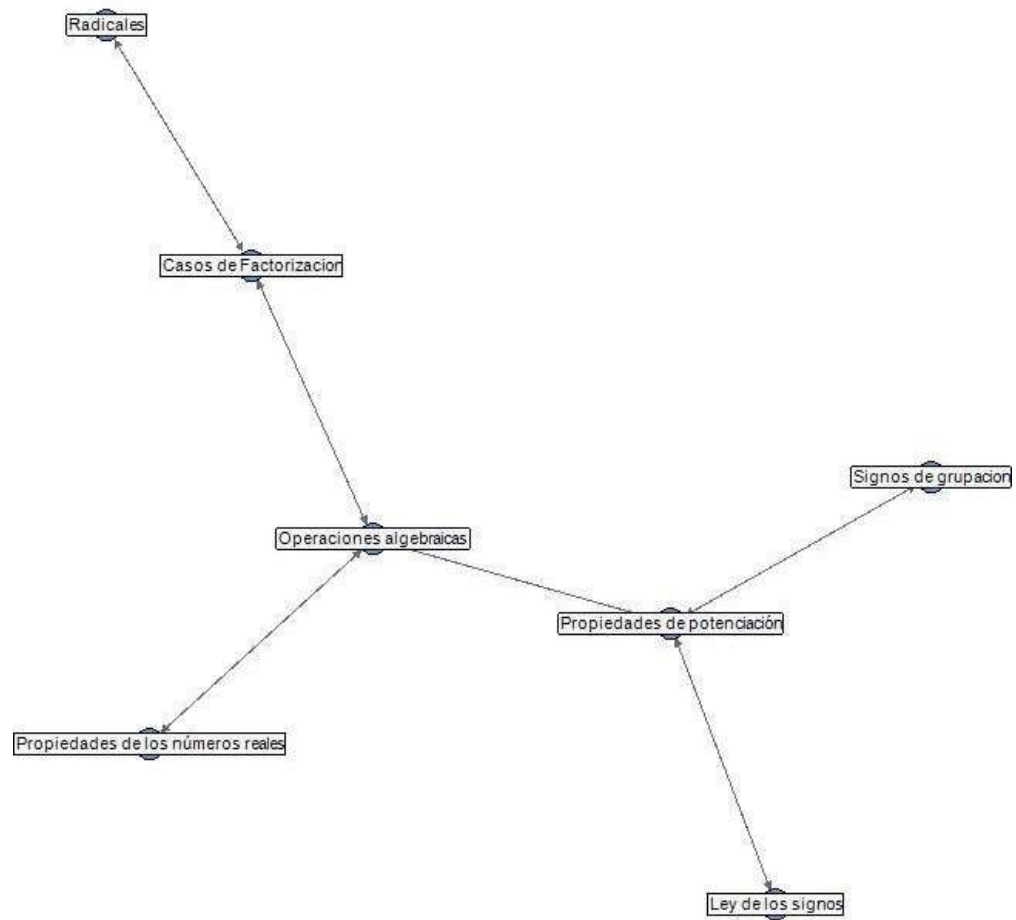 Radicales
Casos de Factorizacion
Signos de grupacion
Operaciones algebraicas
Propiedades de potenciación
Propiedades de los números reales
Ley de los signos